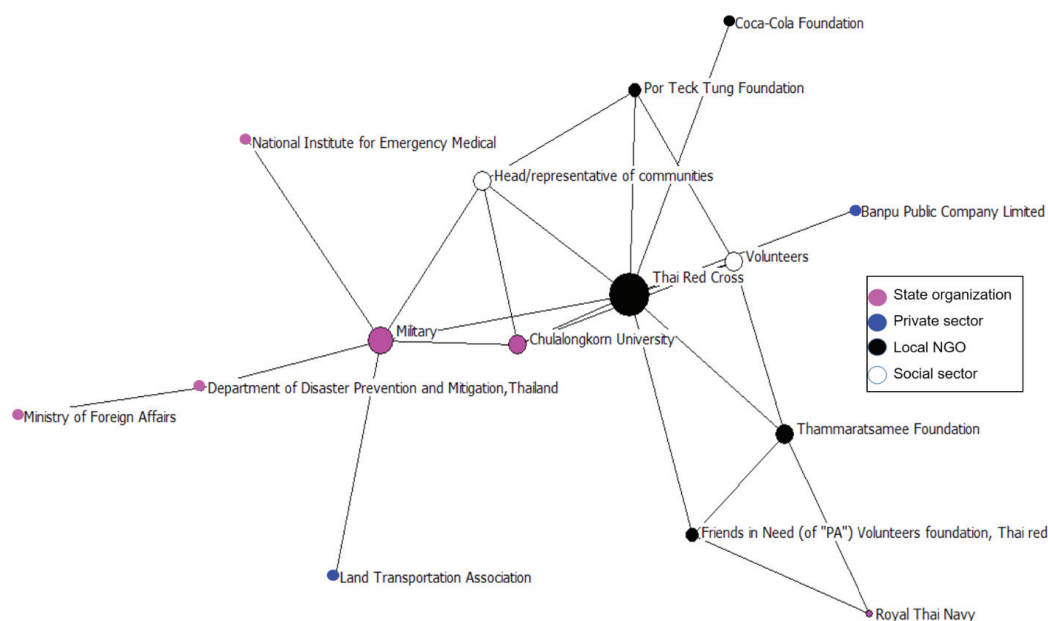 Coca-Cola Foundation
Por Teck Tung Foundation
National Institute for Emergency Medical
Head/representative of communities
Banpu Public Company Limited
Volunteers
Thai Red Cross
State organization
Private sector
Local NGO
Social sector
Military
Chulalongkorn University
Department of Disaster Prevention and Mitigation,Thailand
Ministry of Foreign Affairs
Thammaratsamee Foundation
(Friends in Need (of "PA") Volunteers foundation, Thai red
Land Transportation Association
Royal Thai Navy